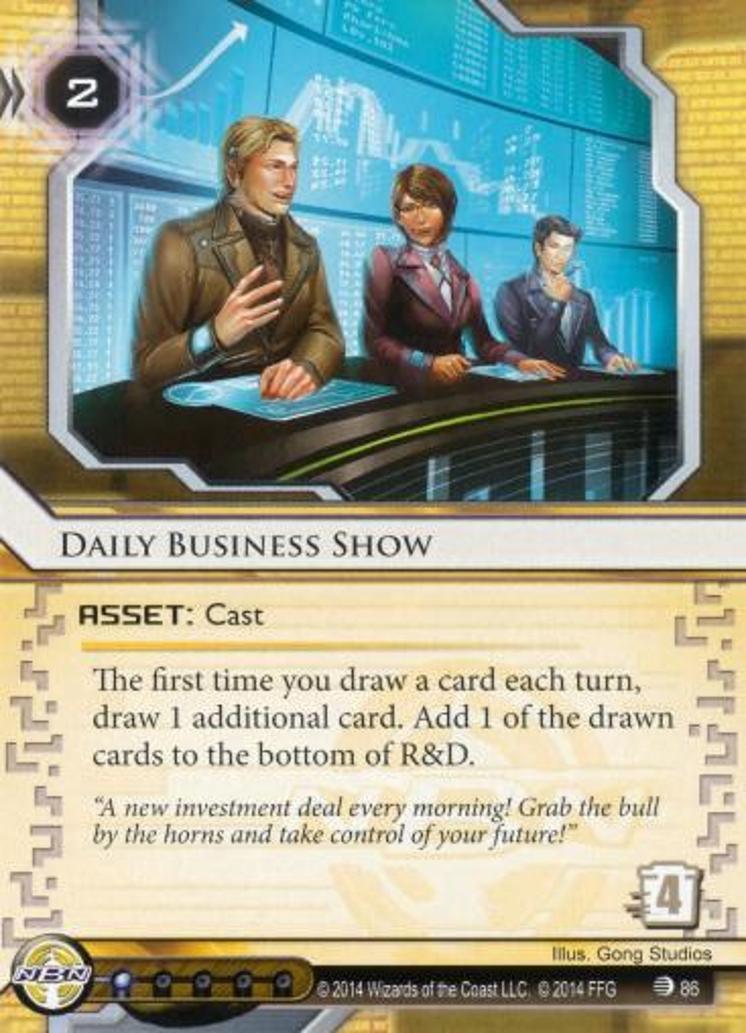 2
DAILY BUSINESS SHOW
ASSET: Cast
The first time you draw a card each turn,
draw 1 additional card. Add 1 of the drawn
cards to the bottom of R&D.
“A new investment deal every morning! Grab the bull
by the horns and take control of your future!”
4
Illus. Gong Studios
NBN
© 2014 Wizards of the Coast LLC. © 2014 FFG
86